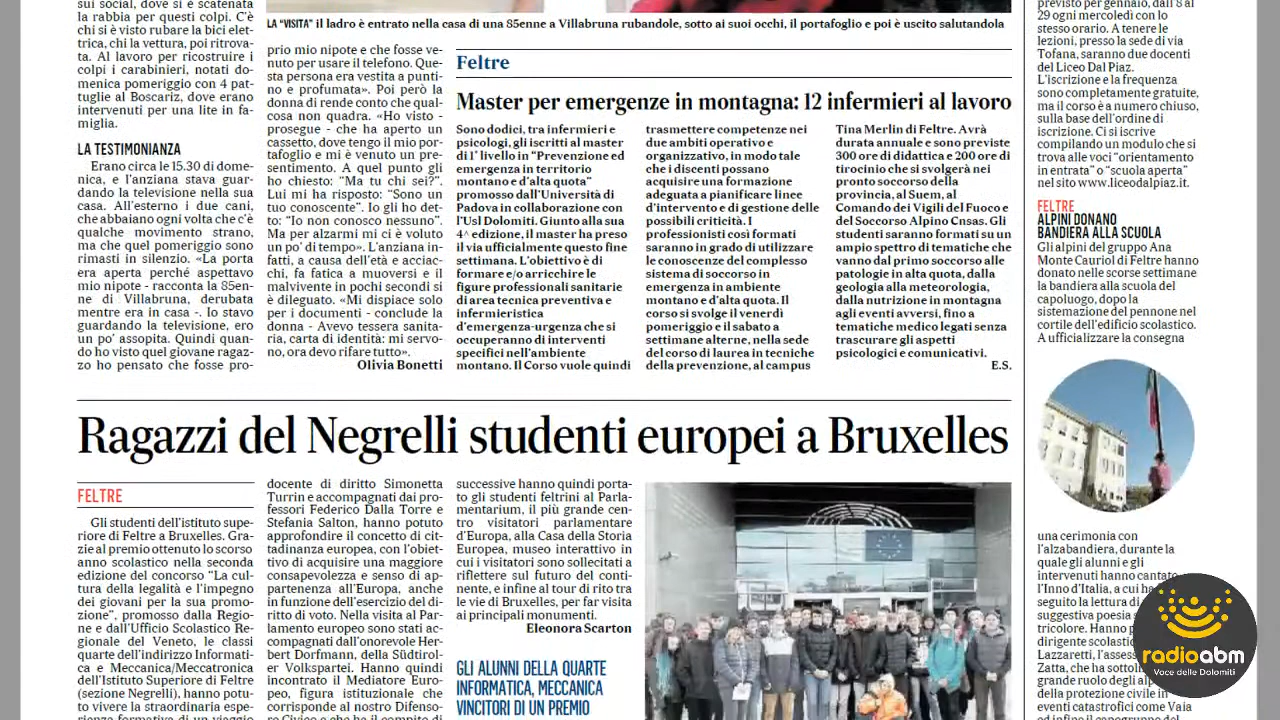 sui social, dove si è scatenata
la rabbia per questi colpi. C'è
chi si è visto rubare la bici elet-
trica, chi la vettura, poi ritrova-
ta. Al lavoro per ricostruire i
colpi i carabinieri, notati do-
menica pomeriggio con 4 pat-
tuglie al Boscariz, dove erano
intervenuti per una lite in fa-
miglia.
LA TESTIMONIANZA
Erano circa le 15.30 di dome-
nica, e l'anziana stava guar-
dando la televisione nella sua
casa. All'esterno i due cani,
che abbaiano ogni volta che c'è
qualche movimento strano,
ma che quel pomeriggio sono
rimasti in silenzio. «La porta
era aperta perché aspettavo
mio nipote - racconta la 85en-
ne di Villabruna, derubata
mentre era in casa -. Io stavo
guardando la televisione, ero
un po' assopita. Quindi quan-
do ho visto quel giovane ragaz-
zo ho pensato che fosse pro-
LA "VISITA" il ladro è entrato nella casa di una 85enne a Villabruna rubandole, sotto ai suoi occhi, il portafoglio e poi è uscito salutandola
prio mio nipote e che fosse ve-
nuto per usare il telefono. Que-
sta persona era vestita a punti-
no e profumata». Poi però la
donna di rende conto che qual-
cosa non quadra. «Ho visto -
prosegue - che ha aperto un
cassetto, dove tengo il mio por-
tafoglio e mi è venuto un pre-
sentimento. A quel punto gli
ho chiesto: "Ma tu chi sei?".
Lui mi ha risposto: "Sono un
tuo conoscente". Io gli ho det-
to: "Io non conosco nessuno".
Ma per alzarmi mi ci è voluto
un po' di tempo». L'anziana in-
fatti, a causa dell'età e acciac-
chi, fa fatica a muoversi e il
malvivente in pochi secondi si
è dileguato. «Mi dispiace solo
per i documenti - conclude la
donna - Avevo tessera sanita-
ria, carta di identità: mi servo-
no, ora devo rifare tutto».
Olivia Bonetti
Feltre
Master per emergenze in montagna: 12 infermieri al lavoro
Sono dodici, tra infermieri e
psicologi, gli iscritti al master
di 1° livello in "Prevenzione ed
emergenza in territorio
montano e d'alta quota"
promosso dall'Università di
Padova in collaborazione con
l'Usl Dolomiti. Giunto alla sua
4^ edizione, il master ha preso
il via ufficialmente questo fine
settimana. L'obiettivo è di
formare e/o arricchire le
figure professionali sanitarie
di area tecnica preventiva e
infermieristica
d'emergenza-urgenza che si
occuperanno di interventi
specifici nell'ambiente
montano. Il Corso vuole quindi
trasmettere competenze nei
due ambiti operativo e
organizzativo, in modo tale
che i discenti possano
acquisire una formazione
adeguata a pianificare linee
d'intervento e di gestione delle
possibili criticità. I
professionisti così formati
saranno in grado di utilizzare
le conoscenze del complesso
sistema di soccorso in
emergenza in ambiente
montano e d'alta quota. Il
corso si svolge il venerdì
pomeriggio e il sabato a
settimane alterne, nella sede
del corso di laurea in tecniche
della prevenzione, al campus
Tina Merlin di Feltre. Avrà
durata annuale e sono previste
300 ore di didattica e 200 ore di
tirocinio che si svolgerà nei
pronto soccorso della
provincia, al Suem, al
Comando dei Vigili del Fuoco e
del Soccorso Alpino Cnsas. Gli
studenti saranno formati su un
ampio spettro di tematiche che
vanno dal primo soccorso alle
patologie in alta quota, dalla
geologia alla meteorologia,
dalla nutrizione in montagna
agli eventi avversi, fino a
tematiche medico legati senza
trascurare gli aspetti
psicologici e comunicativi.
E.S.
previsto per gennaio, dall'8 al
29 ogni mercoledì con lo
stesso orario. A tenere le
lezioni, presso la sede di via
Tofana, saranno due docenti
del Liceo Dal Piaz.
L'iscrizione e la frequenza
sono completamente gratuite,
ma il corso è a numero chiuso,
sulla base dell'ordine di
iscrizione. Ci si iscrive
compilando un modulo che si
trova alle voci "orientamento
in entrata" o "scuola aperta"
nel sito www.liceodalpiaz.it.
FELTRE
ALPINI DONANO
BANDIERA ALLA SCUOLA
Gli alpini del gruppo Ana
Monte Cauriol di Feltre hanno
donato nelle scorse settimane
la bandiera alla scuola del
capoluogo, dopo la
sistemazione del pennone nel
cortile dell'edificio scolastico.
A ufficializzare la consegna
una cerimonia con
l'alzabandiera, durante la
quale gli alunni e gli
intervenuti hanno cantato
l'Inno d'Italia, a cui ha
seguito la lettura di
suggestiva poesia
tricolore. Hanno
dirigente scolast
Lazzaretti, l'asses
Zatta, che ha sottol
grande ruolo degli alp
della protezione civile in
eventi catastrofici come Vaia
ed infine il capogruppo del
Ragazzi del Negrelli studenti europei a Bruxelles
FELTRE
Gli studenti dell'istituto supe-
riore di Feltre a Bruxelles. Gra-
zie al premio ottenuto lo scorso
anno scolastico nella seconda
edizione del concorso "La cul-
tura della legalità e l'impegno
dei giovani per la sua promo-
zione", promosso dalla Regio-
ne e dall'Ufficio Scolastico Re-
gionale del Veneto, le classi
quarte dell'indirizzo Informati-
ca e Meccanica/Meccatronica
dell'Istituto Superiore di Feltre
(sezione Negrelli), hanno potu-
to vivere la straordinaria espe-
rienza formativa di un viaggio
docente di diritto Simonetta
Turrin e accompagnati dai pro-
fessori Federico Dalla Torre e
Stefania Salton, hanno potuto
approfondire il concetto di cit-
tadinanza europea, con l'obiet-
tivo di acquisire una maggiore
consapevolezza e senso di ap-
partenenza all'Europa, anche
in funzione dell'esercizio del di-
ritto di voto. Nella visita al Par-
lamento europeo sono stati ac-
compagnati dall'onorevole Her-
bert Dorfmann, della Südtirol-
er Volkspartei. Hanno quindi
incontrato il Mediatore Euro-
peo, figura istituzionale che
corrisponde al nostro Difenso-
re Civico e che ha il compito di
successive hanno quindi porta-
to gli studenti feltrini al Parla-
mentarium, il più grande cen-
tro visitatori parlamentare
d'Europa, alla Casa della Storia
Europea, museo interattivo in
cui i visitatori sono sollecitati a
riflettere sul futuro del conti-
nente, e infine al tour di rito tra
le vie di Bruxelles, per far visita
ai principali monumenti.
Eleonora Scarton
GLI ALUNNI DELLA QUARTE
INFORMATICA, MECCANICA
VINCITORI DI UN PREMIO
radioabm
Voce delle Dolomiti